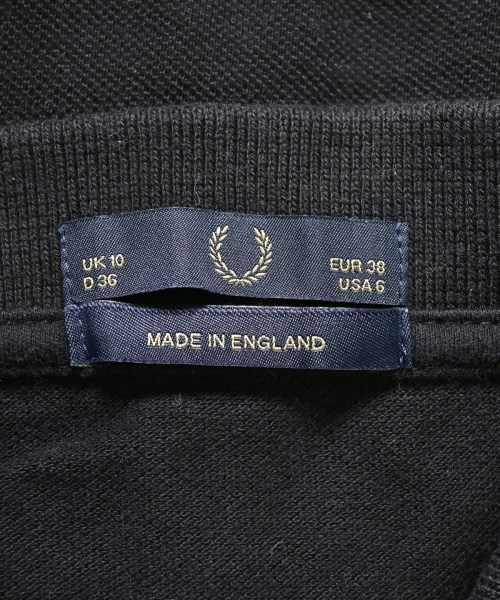 UK 10 EUR 38
D 36 USA 6
MADE IN ENGLAND